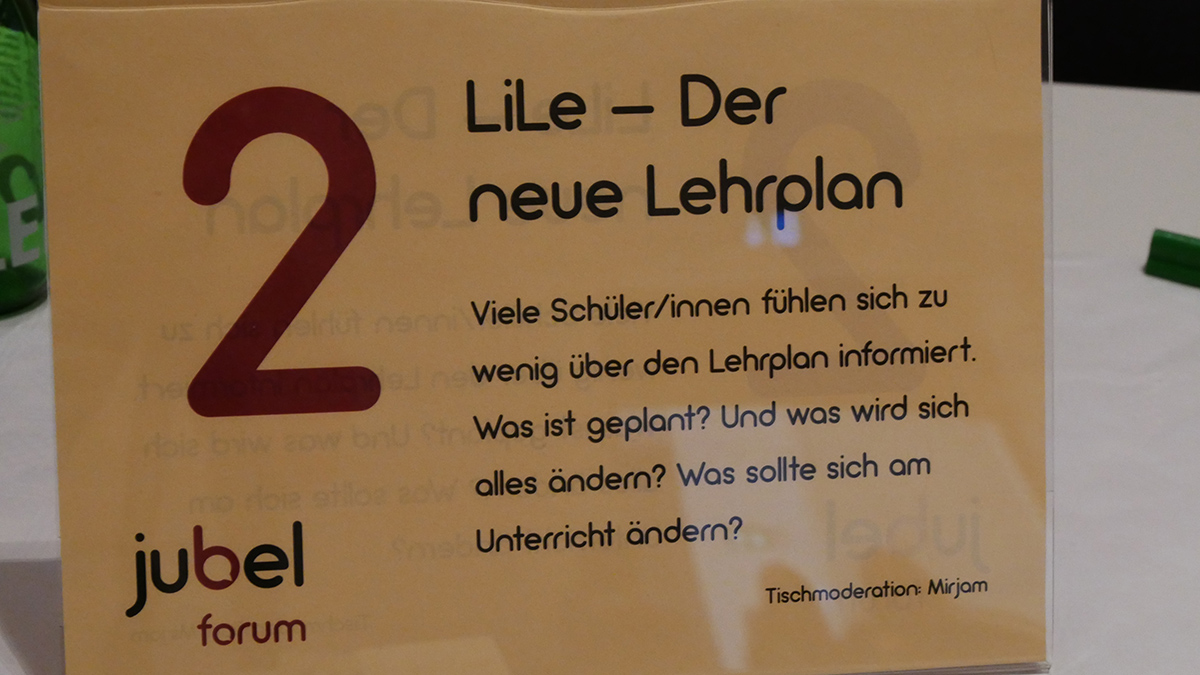 2
LiLe – Der
neue Lehrplan
Viele Schüler/innen fühlen sich zu
wenig über den Lehrplan informiert.
Was ist geplant? Und was wird sich
alles ändern? Was sollte sich am
Unterricht ändern?
Tischmoderation: Mirjam
jubel
forum